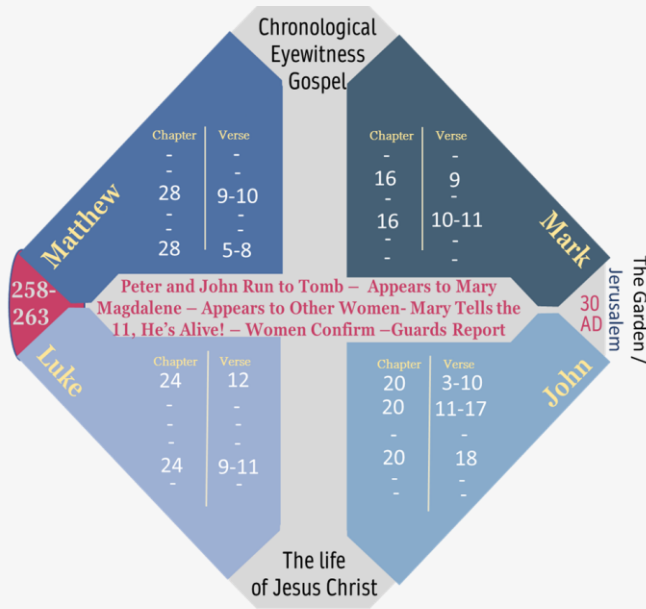 Chronological
Eyewitness
Gospel
Matthew
Chapter Verse
- -
- -
28 9-10
- -
- -
28 5-8
Mark
Chapter Verse
- -
16 9
- -
16 10-11
- -
- -
258-
263
Peter and John Run to Tomb – Appears to Mary
Magdalene – Appears to Other Women- Mary Tells the
11, He's Alive! – Women Confirm –Guards Report
30
AD
The Garden /
Jerusalem
Luke
Chapter Verse
24 12
- -
- -
- -
24 9-11
- -
John
Chapter Verse
20 3-10
20 11-17
- -
20 18
- -
- -
The life
of Jesus Christ